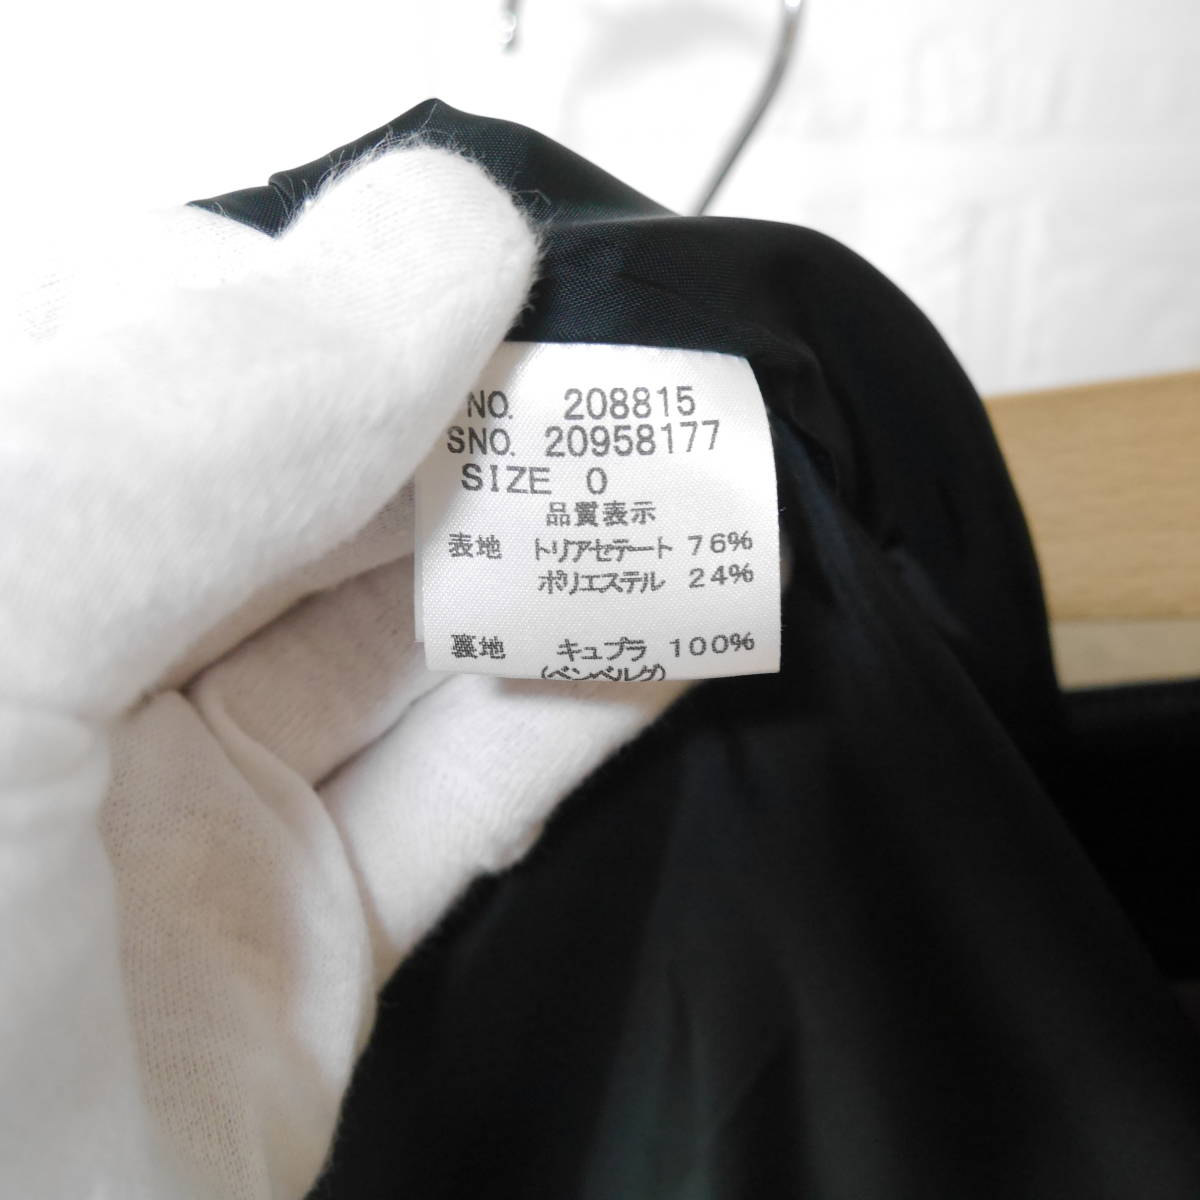 NO. 208815
SNO. 20958177
SIZE 0
品質表示
表地 トリアセテート 76%
ポリエステル 24%
裏地 キュプラ 100%
(ベンベルグ)